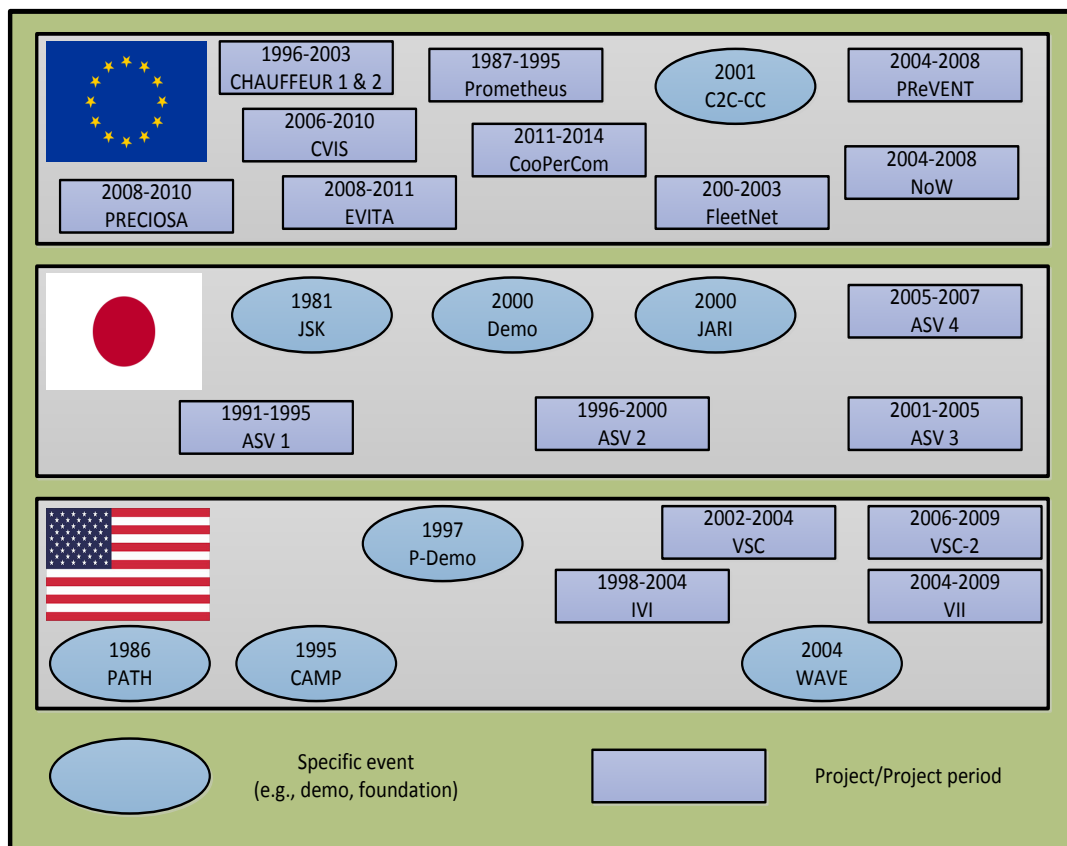 1996-2003
CHAUFFEUR 1 & 2
1987-1995
Prometheus
2001
C2C-CC
2004-2008
PReVENT
2006-2010
CVIS
2011-2014
CooPerCom
2004-2008
NoW
2008-2010
PRECIOSA
2008-2011
EVITA
200-2003
FleetNet
1981
JSK
2000
Demo
2000
JARI
2005-2007
ASV 4
1991-1995
ASV 1
1996-2000
ASV 2
2001-2005
ASV 3
1997
P-Demo
2002-2004
VSC
2006-2009
VSC-2
1998-2004
IVI
2004-2009
VII
1986
PATH
1995
CAMP
2004
WAVE
Specific event
(e.g., demo, foundation)
Project/Project period